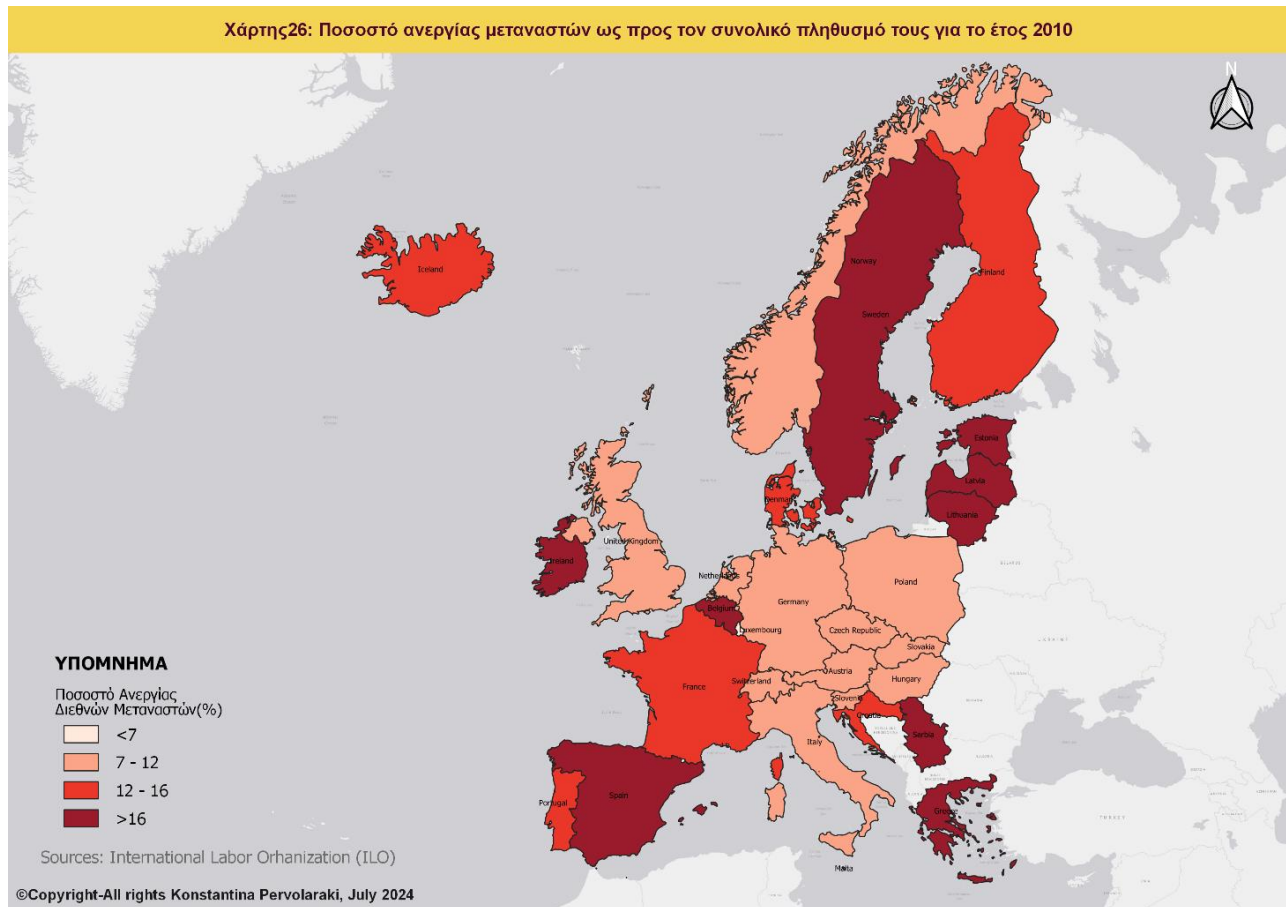 Χάρτης26: Ποσοστό ανεργίας μεταναστών ως προς τον συνολικό πληθυσμό τους για το έτος 2010
N
Iceland
Norway
Finland
Sweden
Estonia
Latvia
Lithuania
Denmark
United Kingdom
Ireland
Netherlands
Poland
Germany
Belgium
Luxembourg
Czech Republic
Slovakia
Austria
Hungary
Switzerland
France
Slovenia
Croatia
Serbia
Italy
Portugal
Spain
Greece
Malta
ΥΠΟΜΝΗΜΑ
Ποσοστό Ανεργίας
Διεθνών Μεταναστών(%)
<7
7 - 12
12 - 16
>16
Sources: International Labor Orhanization (ILO)
©Copyright-All rights Konstantina Pervolaraki, July 2024